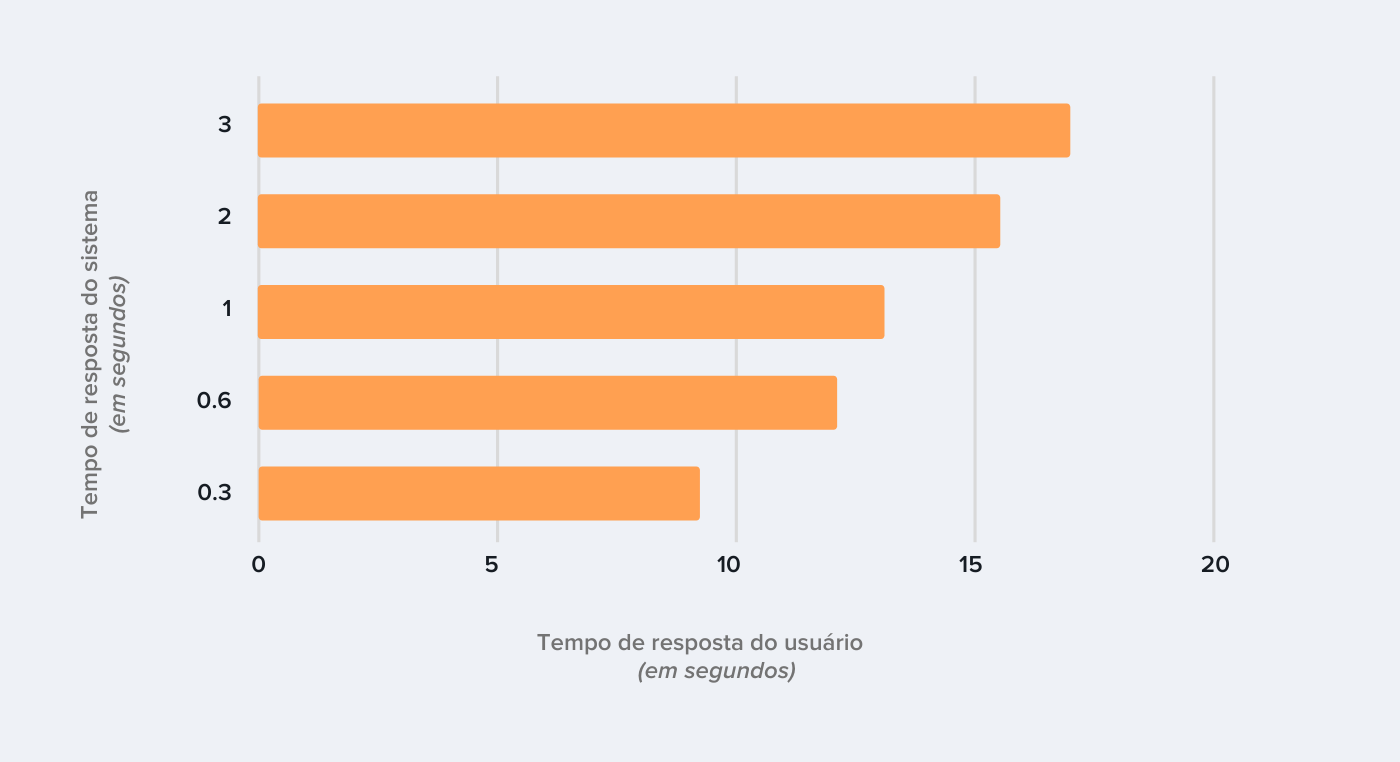 Tempo de resposta do sistema
(em segundos)
3
2
1
0.6
0.3
0 5 10 15 20
Tempo de resposta do usuário
(em segundos)